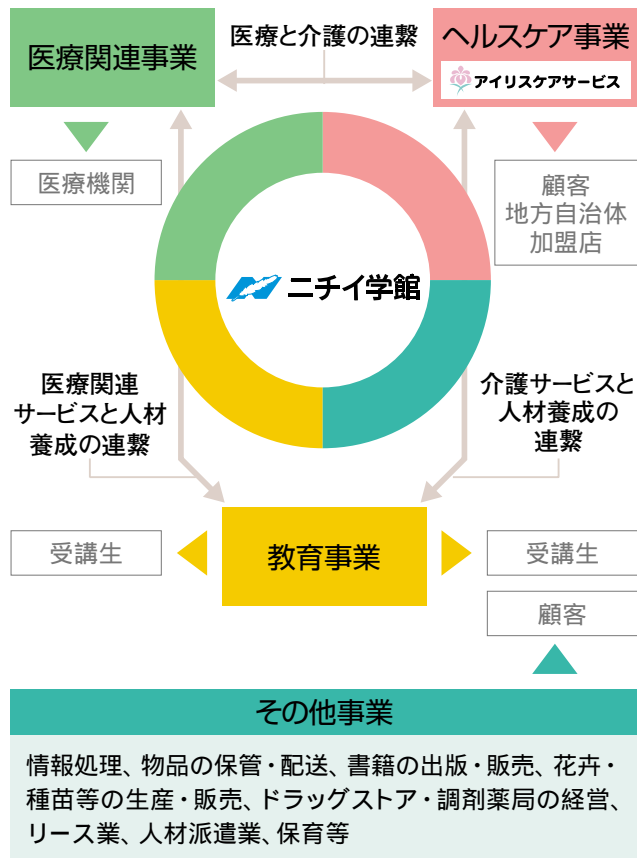 医療関連事業
医療と介護の連繋
ヘルスケア事業
アイリスケアサービス
医療機関
顧客
地方自治体
加盟店
ニチイ学館
医療関連
サービスと人材
養成の連繋
介護サービスと
人材養成の
連繋
受講生
教育事業
受講生
顧客
その他事業
情報処理、物品の保管・配送、書籍の出版・販売、花卉・
種苗等の生産・販売、ドラッグストア・調剤薬局の経営、
リース業、人材派遣業、保育等